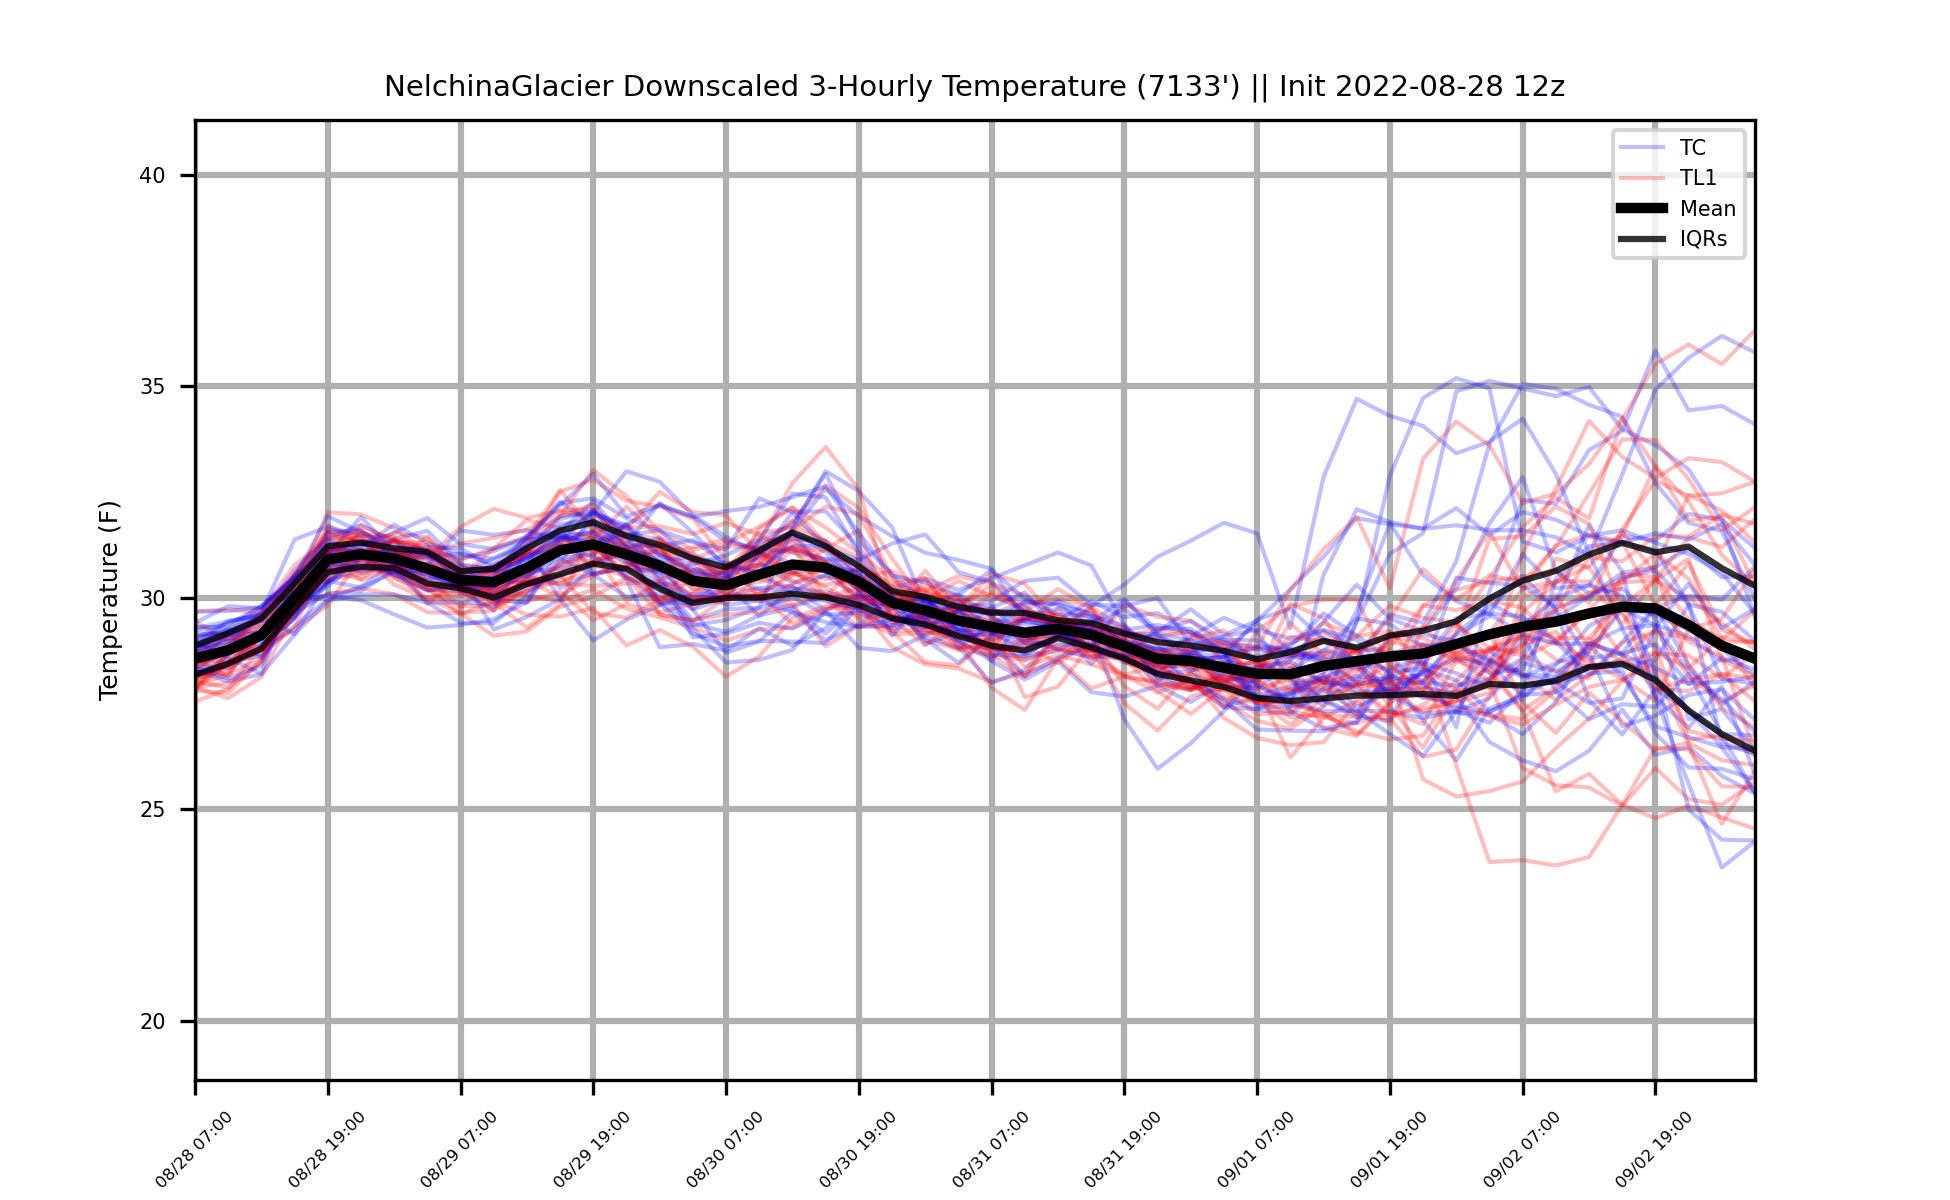 NelchinaGlacier Downscaled 3-Hourly Temperature (7133') || Init 2022-08-28 12z
TC
TL1
Mean
IQRs
Temperature (F)
40
35
30
25
20
08/28 07:00
08/28 19:00
08/29 07:00
08/29 19:00
08/30 07:00
08/30 19:00
08/31 07:00
08/31 19:00
09/01 07:00
09/01 19:00
09/02 07:00
09/02 19:00